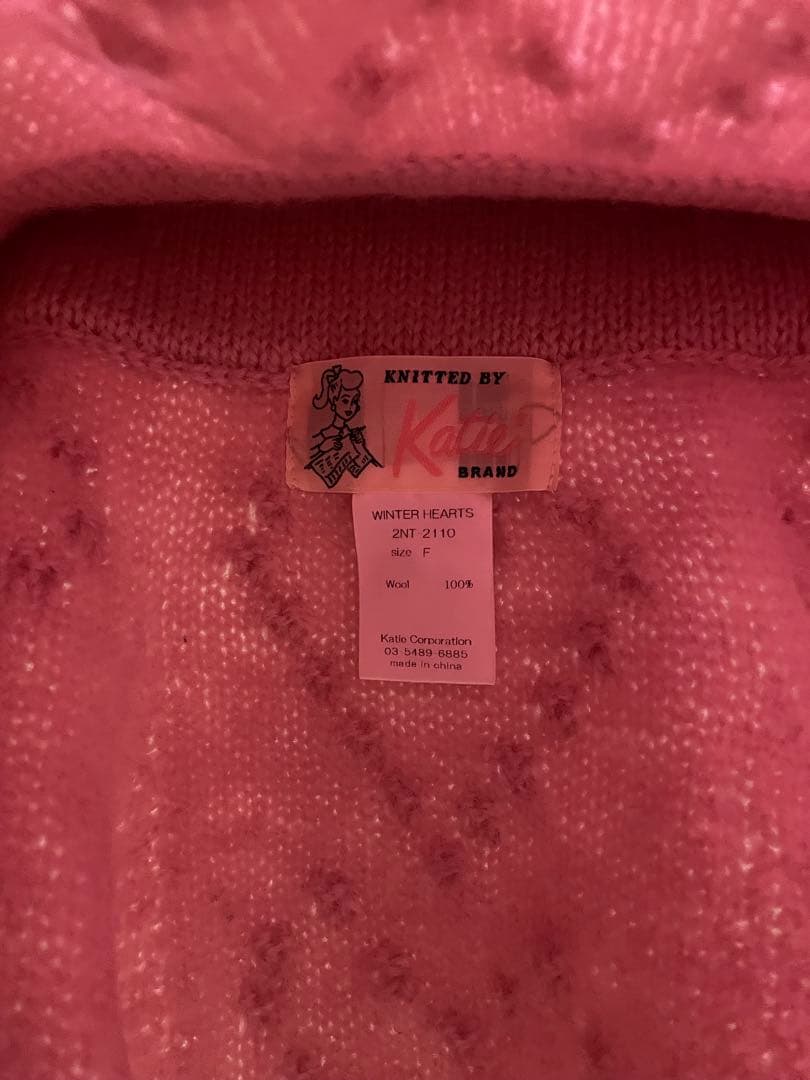 KNITTED BY
Katie
BRAND
WINTER HEARTS
2NT-2110
size F
Wool 100%
Katie Corporation
03-5489-6885
made in china